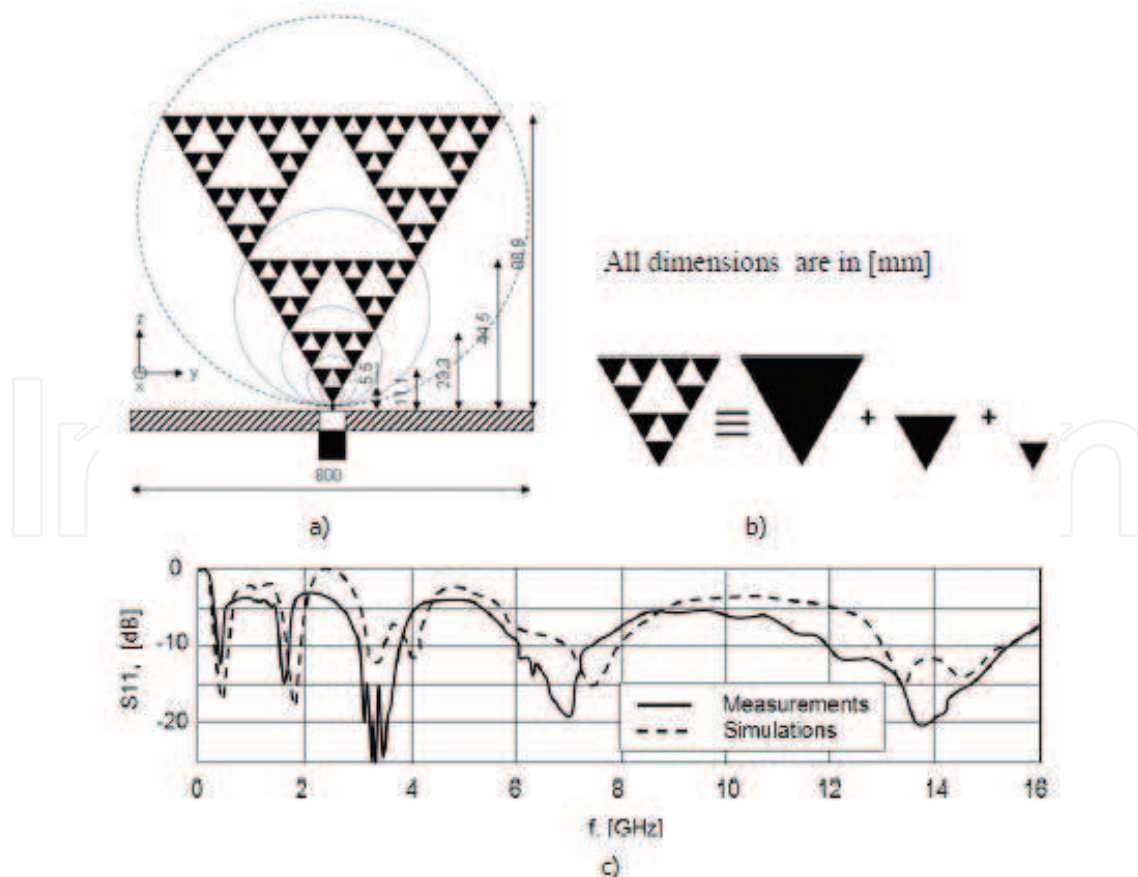 z
y
x
5.5
11.1
23.3
44.5
88.9
800
a)
All dimensions are in [mm]
≡
+
+
b)
0
-10
-20
S11, [dB]
Measurements
Simulations
0 2 4 6 8 10 12 14 16
f, [GHz]
c)